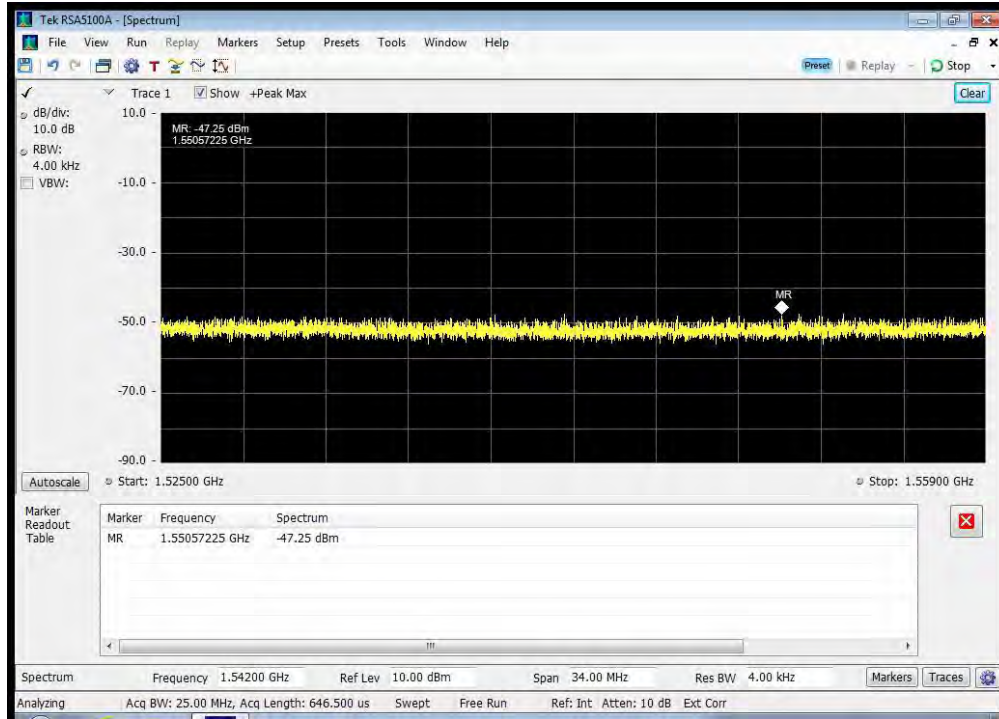 Tek RSA5100A - [Spectrum]
File View Run Replay Markers Setup Presets Tools Window Help
T
Preset Replay Stop
Trace 1 Show +Peak Max Clear
dB/div:
10.0 dB
RBW:
4.00 kHz
VBW:
10.0
-10.0
-30.0
-50.0
-70.0
-90.0
MR: -47.25 dBm
1.55057225 GHz
MR
Autoscale Start: 1.52500 GHz Stop: 1.55900 GHz
Marker
Readout
Table
Marker Frequency Spectrum
MR 1.55057225 GHz -47.25 dBm
Spectrum Frequency 1.54200 GHz Ref Lev 10.00 dBm Span 34.00 MHz Res BW 4.00 kHz Markers Traces
Analyzing Acq BW: 25.00 MHz, Acq Length: 646.500 us Swept Free Run Ref: Int Atten: 10 dB Ext Corr